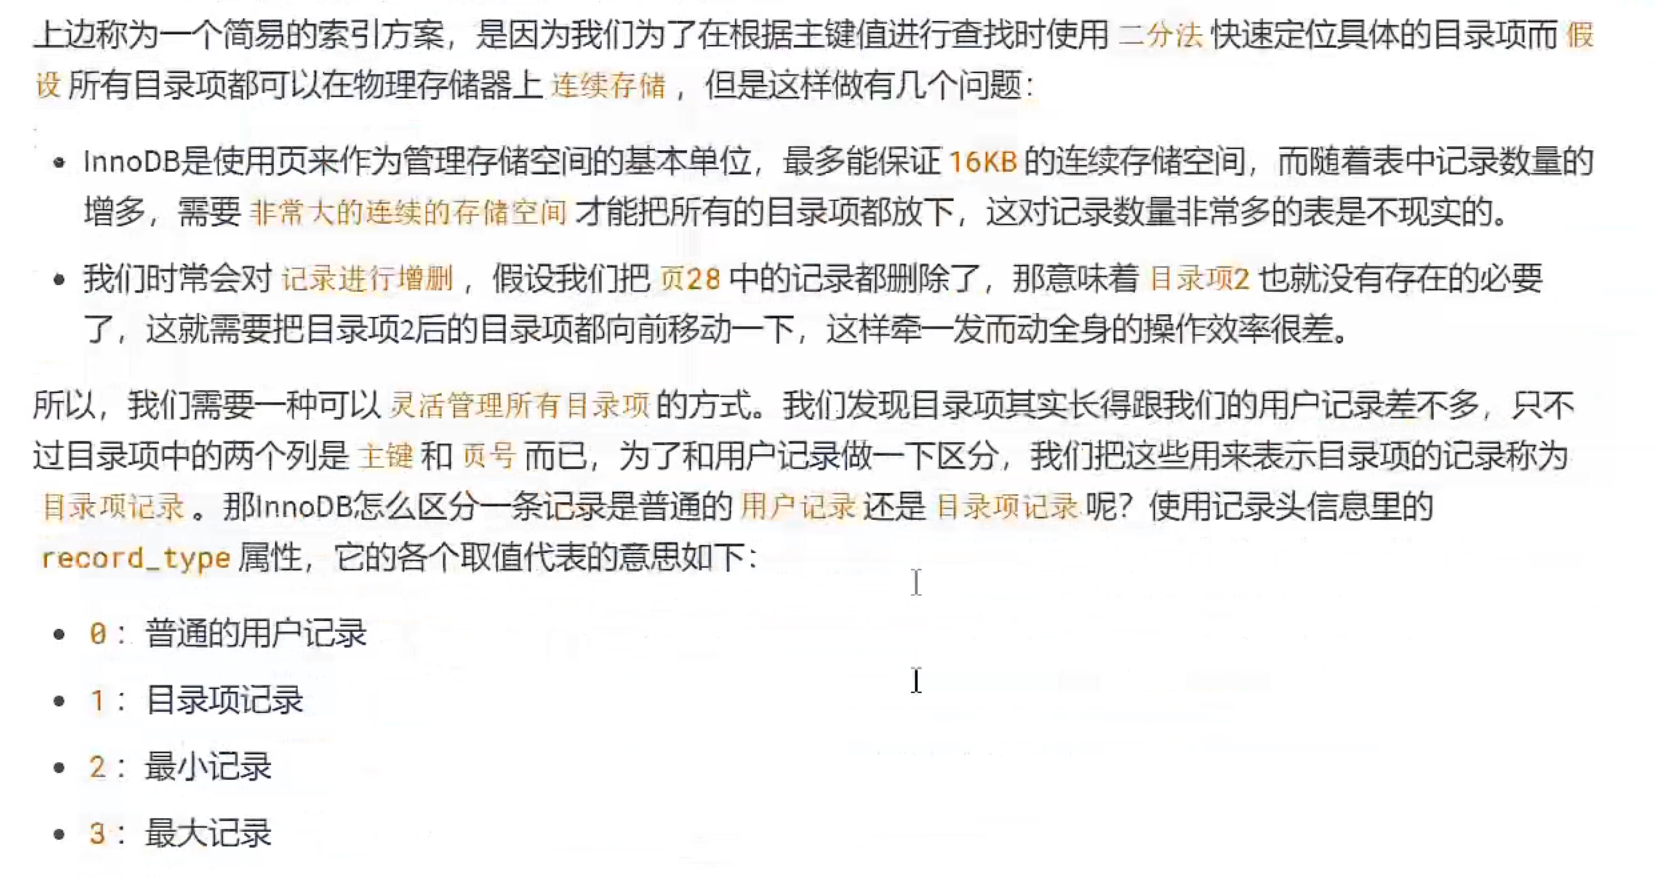 上边称为一个简易的索引方案，是因为我们为了在根据主键值进行查找时使用 二分法 快速定位具体的目录项而 假
设 所有目录项都可以在物理存储器上 连续存储 ，但是这样做有几个问题：
• InnoDB是使用页来作为管理存储空间的基本单位，最多能保证 16KB 的连续存储空间，而随着表中记录数量的
增多，需要 非常大的连续的存储空间 才能把所有的目录项都放下，这对记录数量非常多的表是不现实的。
• 我们时常会对 记录进行增删 ，假设我们把 页28 中的记录都删除了，那意味着 目录项2 也就没有存在的必要
了，这就需要把目录项2后的目录项都向前移动一下，这样牵一发而动全身的操作效率很差。
所以，我们需要一种可以 灵活管理所有目录项 的方式。我们发现目录项其实长得跟我们的用户记录差不多，只不
过目录项中的两个列是 主键 和 页号 而已，为了和用户记录做一下区分，我们把这些用来表示目录项的记录称为
目录项记录 。那InnoDB怎么区分一条记录是普通的 用户记录 还是 目录项记录 呢？使用记录头信息里的
record_type 属性，它的各个取值代表的意思如下：
• 0 ：普通的用户记录
• 1 ：目录项记录
• 2 ：最小记录
• 3 ：最大记录